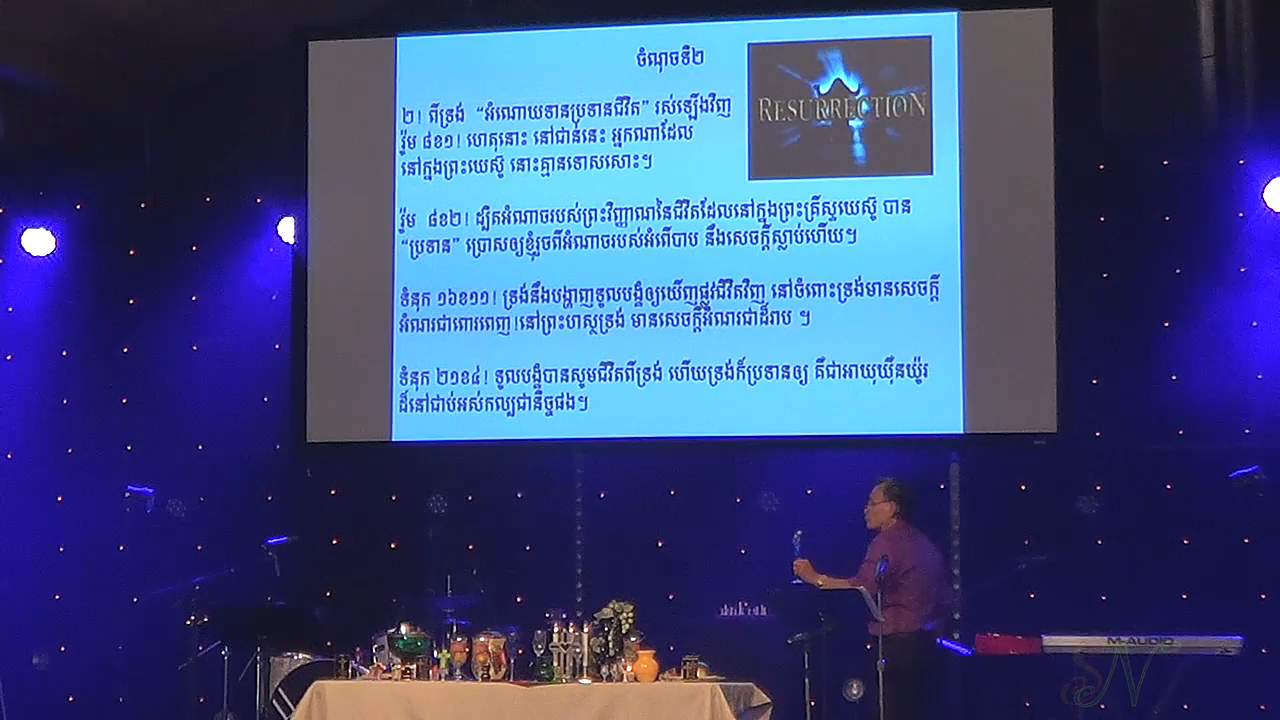 ចំណុចទី២
២! ពីទ្រង់ “អំណោយទានប្រទានជីវិត” រស់ឡើងវិញ
រ៉ូម ៨ខ១! ហេតុនោះ នៅជាន់នេះ អ្នកណាដែល
នៅក្នុងព្រះយេស៊ូ នោះគ្មានទោសសោះៗ
RESURRECTION
រ៉ូម ៨ខ២! ដ្បិតអំណាចរបស់ព្រះវិញ្ញាណនៃជីវិតដែលនៅក្នុងព្រះគ្រីស្ទយេស៊ូ បាន
“ប្រទាន” ប្រោសឲ្យខ្ញុំរួចពីអំណាចរបស់អំពើបាប នឹងសេចក្ដីស្លាប់ហើយៗ
ទំនុក ១៦ខ១១! ទ្រង់នឹងបង្ហាញទូលបង្គំឲ្យឃើញផ្លូវជីវិតវិញ នៅចំពោះទ្រង់មានសេចក្ដី
អំណរជាពោរពេញ!នៅព្រះហស្ថទ្រង់ មានសេចក្ដីអំណរជាដ៏រាប ៗ
ទំនុក ២១ខ៤! ទូលបង្គំបានសូមជីវិតពីទ្រង់ ហើយទ្រង់ក៏ប្រទានឲ្យ គឺជាអាយុយ៉ឺនយ៉ូរ
ដ៏នៅជាប់អស់កល្បជានិច្ចផងៗ
M-AUDIO
SN